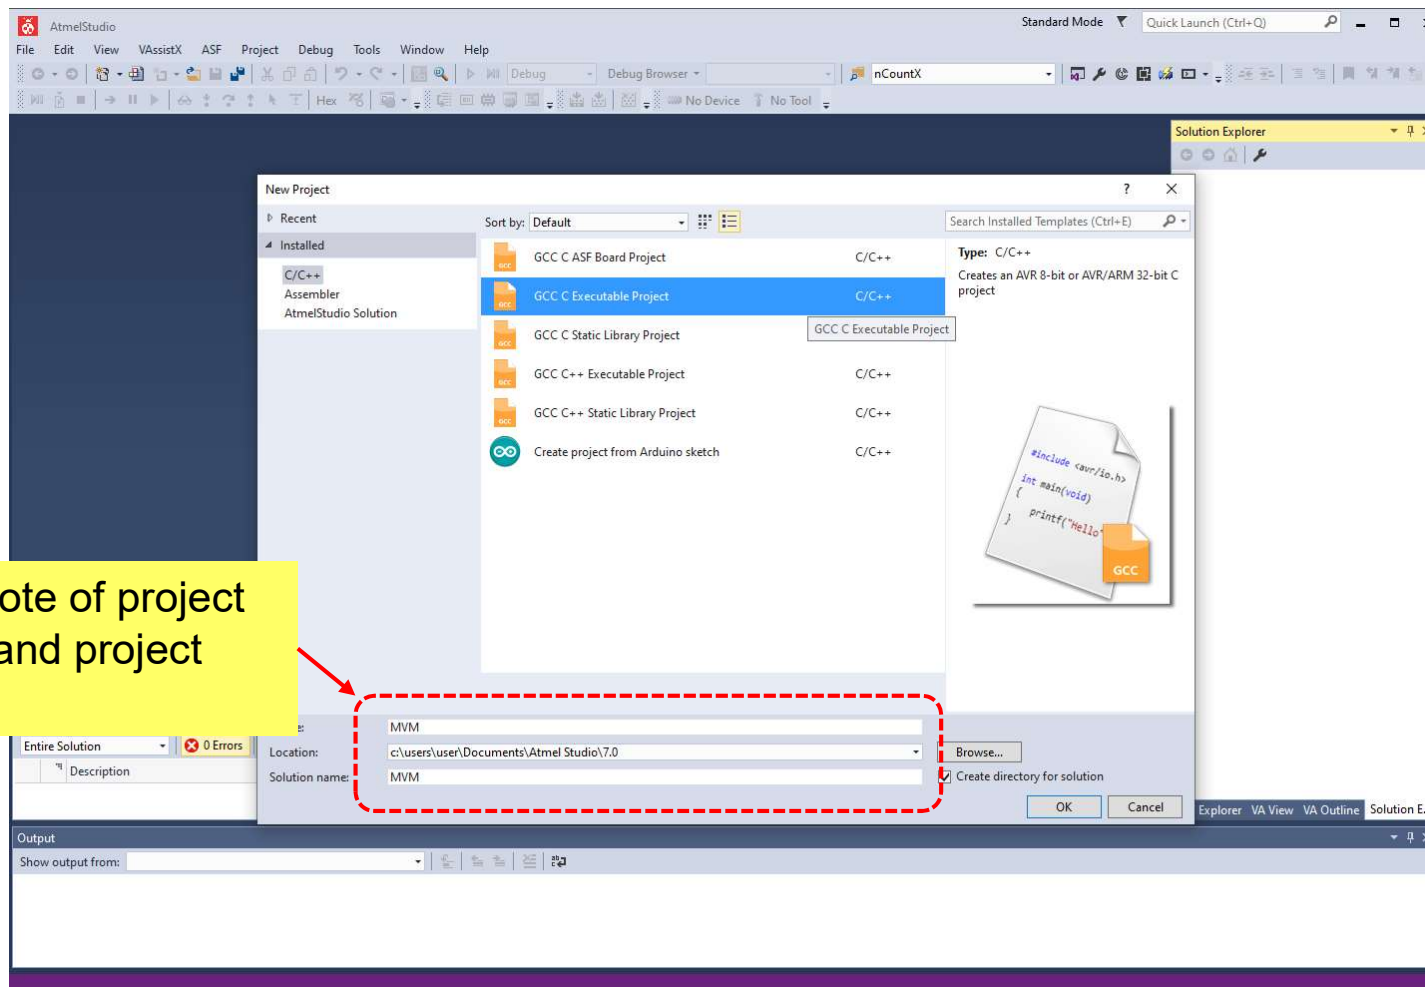 AtmelStudio
Standard Mode
Quick Launch (Ctrl+Q)
File Edit View VAssistX ASF Project Debug Tools Window Help
Debug Debug Browser nCountX
Hex No Device No Tool
Solution Explorer
New Project ?
Recent
Sort by: Default
Search Installed Templates (Ctrl+E)
Installed
C/C++
Assembler
AtmelStudio Solution
GCC C ASF Board Project C/C++
GCC C Executable Project C/C++
GCC C Executable Project
GCC C Static Library Project
GCC C++ Executable Project C/C++
GCC C++ Static Library Project C/C++
Create project from Arduino sketch C/C++
Type: C/C++
Creates an AVR 8-bit or AVR/ARM 32-bit C
project
#include <avr/io.h>
int main(void)
{
printf("Hello"
}
GCC
ote of project
and project
MVM
Location: c:\users\user\Documents\Atmel Studio\7.0 Browse...
Solution name: MVM
Create directory for solution
OK Cancel
Entire Solution 0 Errors
Description
Explorer VA View VA Outline Solution E.
Output
Show output from: